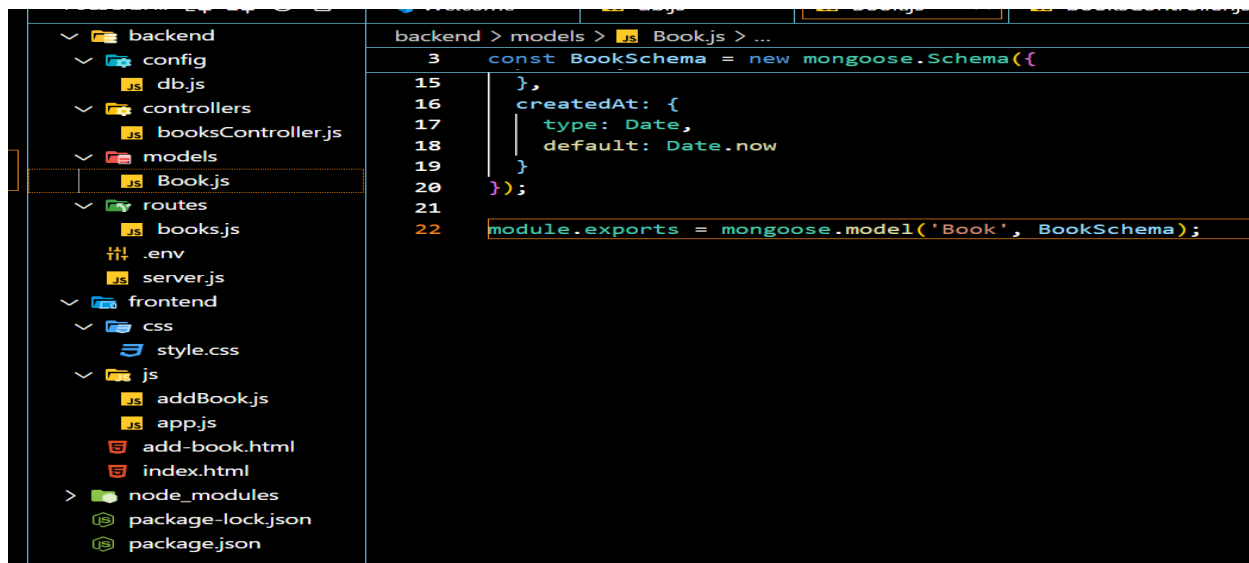 backend
config
db.js
controllers
booksController.js
models
Book.js
routes
books.js
.env
server.js
frontend
css
style.css
js
addBook.js
app.js
add-book.html
index.html
node_modules
package-lock.json
package.json
backend > models > JS Book.js > ...
3 const BookSchema = new mongoose.Schema({
15 },
16 createdAt: {
17 type: Date,
18 default: Date.now
19 }
20 });
21
22 module.exports = mongoose.model('Book', BookSchema);